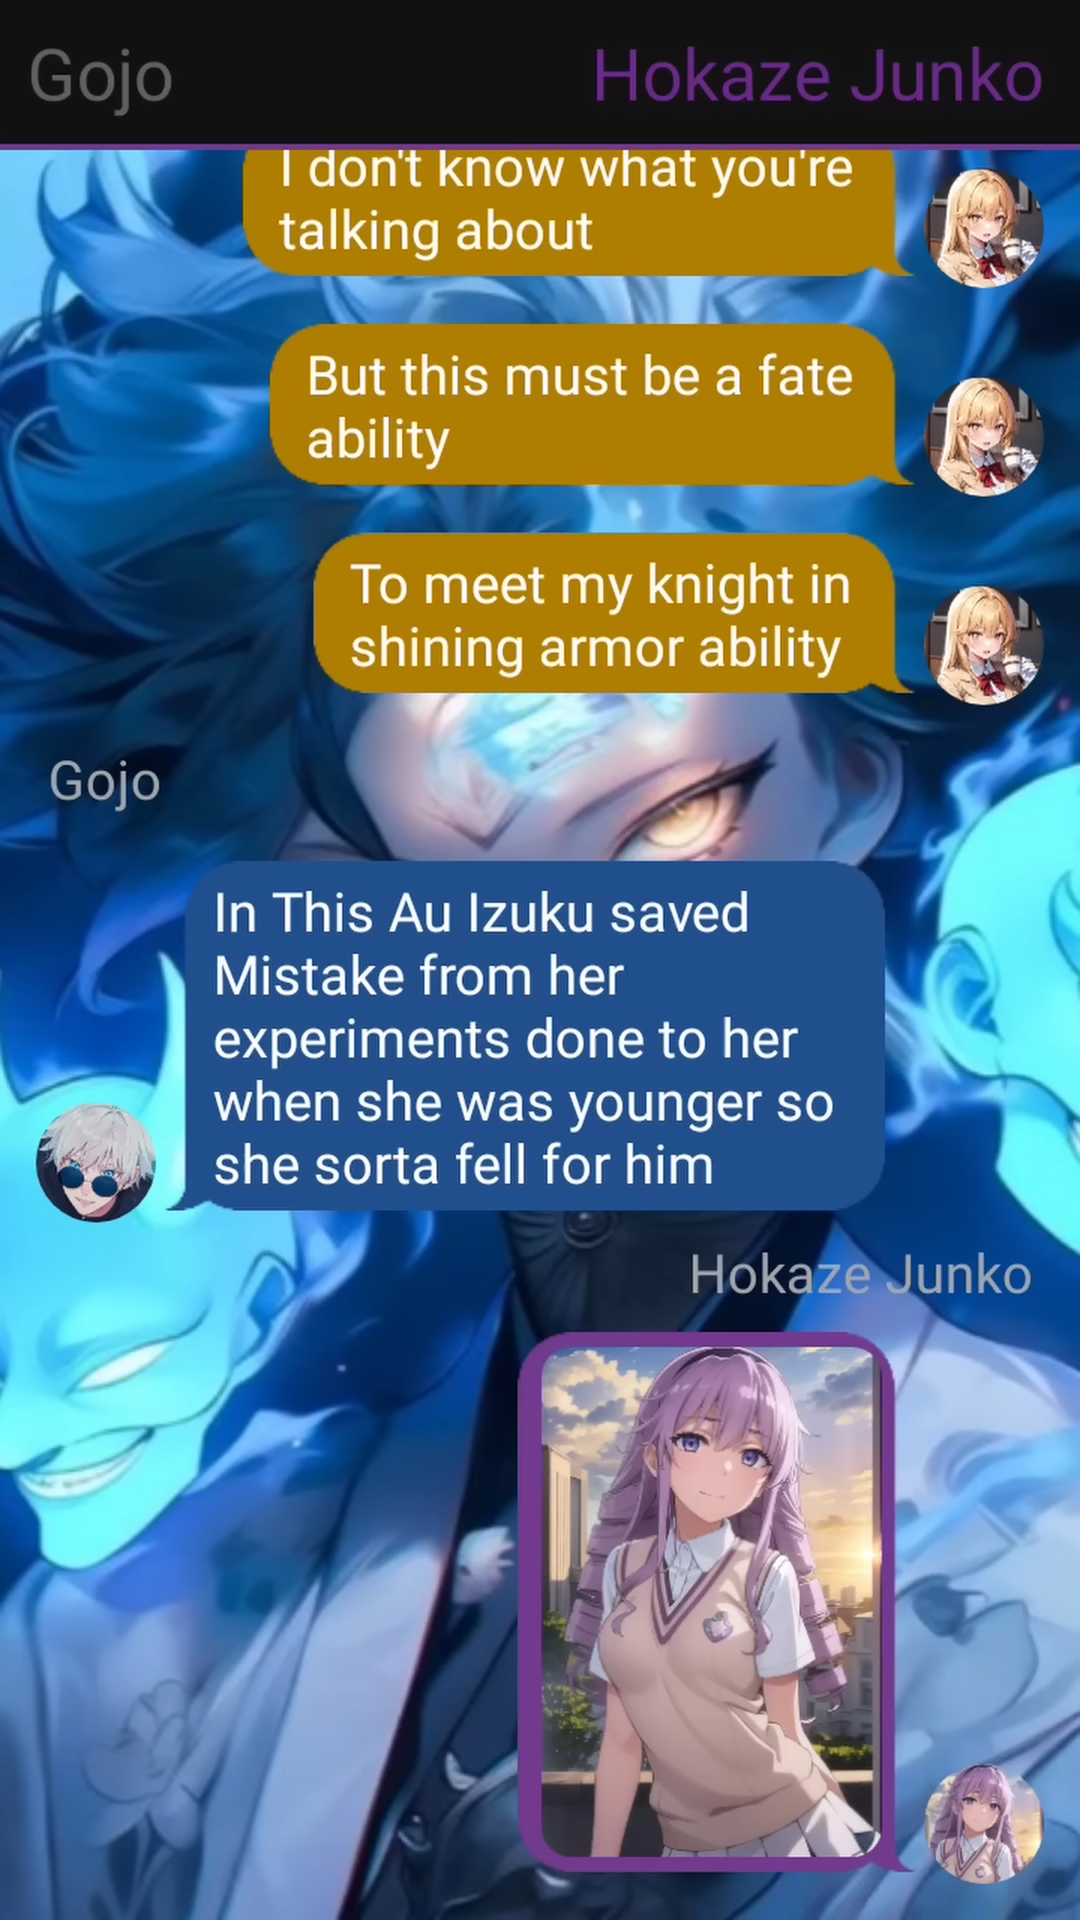 Gojo
Hokaze Junko
I don't know what you're
talking about
But this must be a fate
ability
To meet my knight in
shining armor ability
Gojo
In This Au Izuku saved
Mistake from her
experiments done to her
when she was younger so
she sorta fell for him
Hokaze Junko